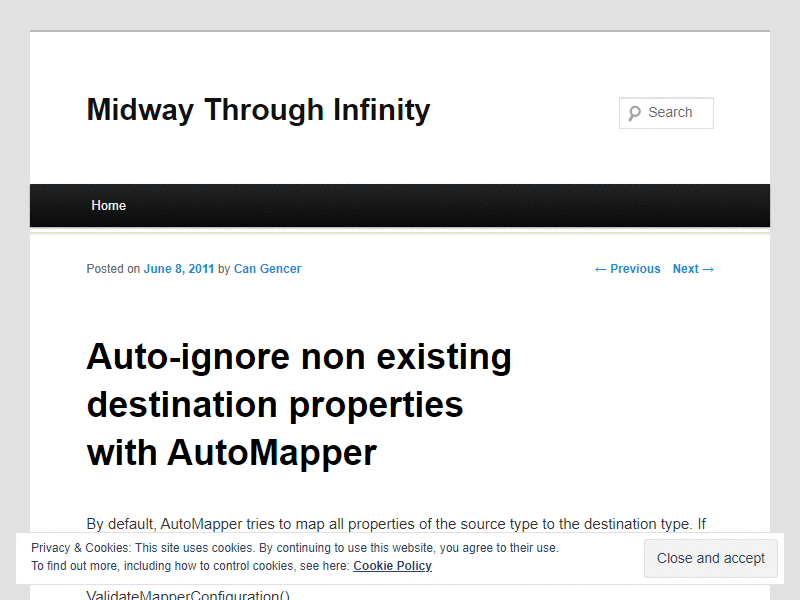 Midway Through Infinity
Search
Home
Posted on June 8, 2011 by Can Gencer
← Previous Next →
Auto-ignore non existing
destination properties
with AutoMapper
By default, AutoMapper tries to map all properties of the source type to the destination type. If
Privacy & Cookies: This site uses cookies. By continuing to use this website, you agree to their use.
To find out more, including how to control cookies, see here: Cookie Policy
Close and accept
ValidateMapperConfiguration()